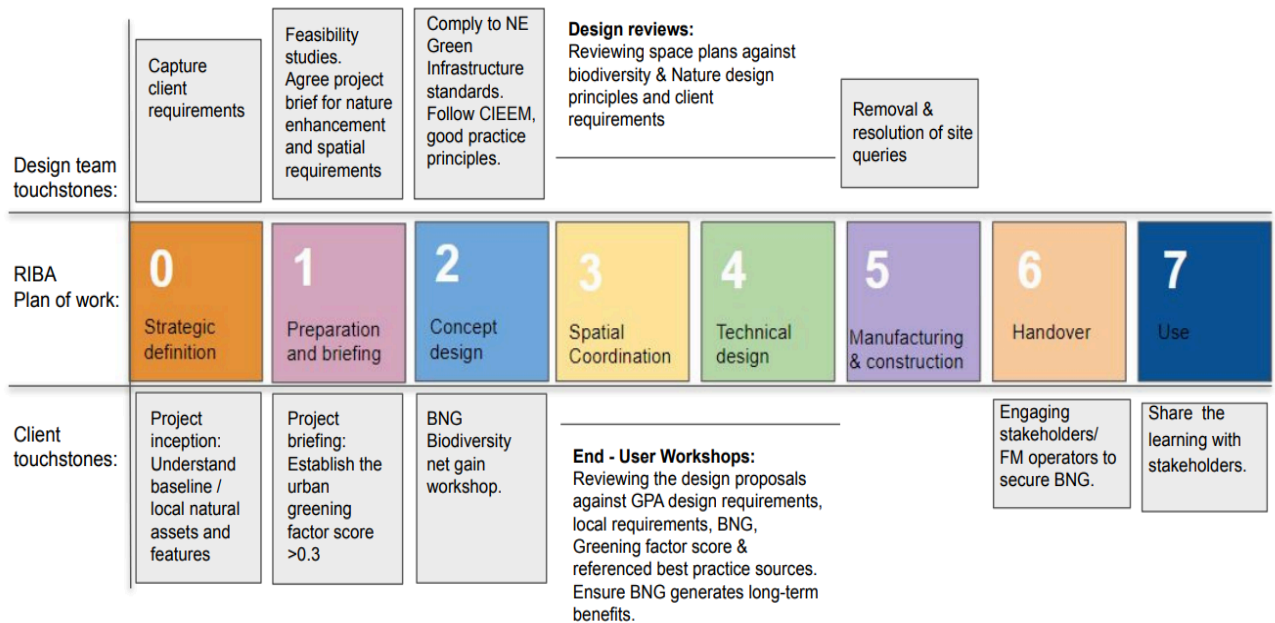 Capture
client
requirements
Feasibility
studies.
Agree project
brief for nature
enhancement
and spatial
requirements
Comply to NE
Green
Infrastructure
standards.
Follow CIEEM,
good practice
principles.
Design reviews:
Reviewing space plans against
biodiversity & Nature design
principles and client
requirements
Removal &
resolution of site
queries
Design team
touchstones:
RIBA
Plan of work:
0
Strategic
definition
1
Preparation
and briefing
2
Concept
design
3
Spatial
Coordination
4
Technical
design
5
Manufacturing
& construction
6
Handover
7
Use
Client
touchstones:
Project
inception:
Understand
baseline /
local natural
assets and
features
Project
briefing:
Establish the
urban
greening
factor score
>0.3
BNG
Biodiversity
net gain
workshop.
End - User Workshops:
Reviewing the design proposals
against GPA design requirements,
local requirements, BNG,
Greening factor score &
referenced best practice sources.
Ensure BNG generates long-term
benefits.
Engaging
stakeholders/
FM operators to
secure BNG.
Share the
learning with
stakeholders.